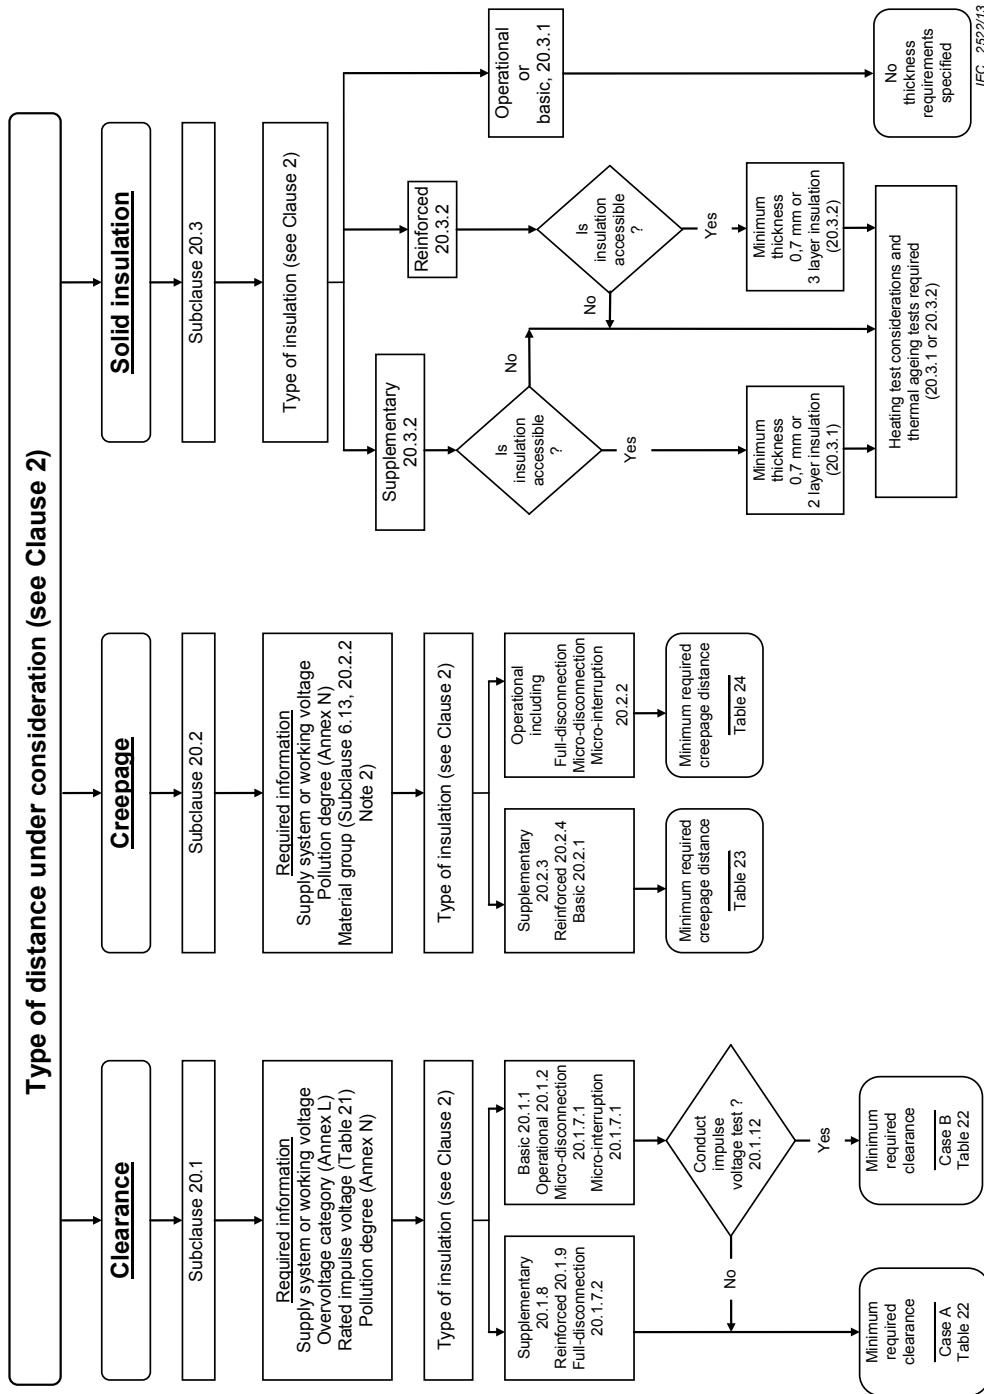 Type of distance under consideration (see Clause 2)
Clearance
Subclause 20.1
Required information
Supply system or working voltage
Overvoltage category (Annex L)
Rated impulse voltage (Table 21)
Pollution degree (Annex N)
Type of insulation (see Clause 2)
Supplementary
20.1.8
Reinforced 20.1.9
Full-disconnection
20.1.7.2
Basic 20.1.1
Operational 20.1.2
Micro-disconnection
20.1.7.1
Micro-interruption
20.1.7.1
Conduct
impulse
voltage test ?
20.1.12
No
Yes
Minimum
required
clearance
Case A
Table 22
Minimum
required
clearance
Case B
Table 22
Creepage
Subclause 20.2
Required information
Supply system or working voltage
Pollution degree (Annex N)
Material group (Subclause 6.13, 20.2.2
Note 2)
Type of insulation (see Clause 2)
Supplementary
20.2.3
Reinforced 20.2.4
Basic 20.2.1
Operational
including
Full-disconnection
Micro-disconnection
Micro-interruption
20.2.2
Minimum required
creepage distance
Table 23
Minimum required
creepage distance
Table 24
Solid insulation
Subclause 20.3
Type of insulation (see Clause 2)
Supplementary
20.3.2
Reinforced
20.3.2
Operational
or
basic, 20.3.1
Is
insulation
accessible
?
No
Yes
Is
insulation
accessible
?
No
Yes
Minimum
thickness
0,7 mm or
2 layer insulation
(20.3.1)
Minimum
thickness
0,7 mm or
3 layer insulation
(20.3.2)
Heating test considerations and
thermal ageing tests required
(20.3.1 or 20.3.2)
No
thickness
requirements
specified
IEC 2522/13